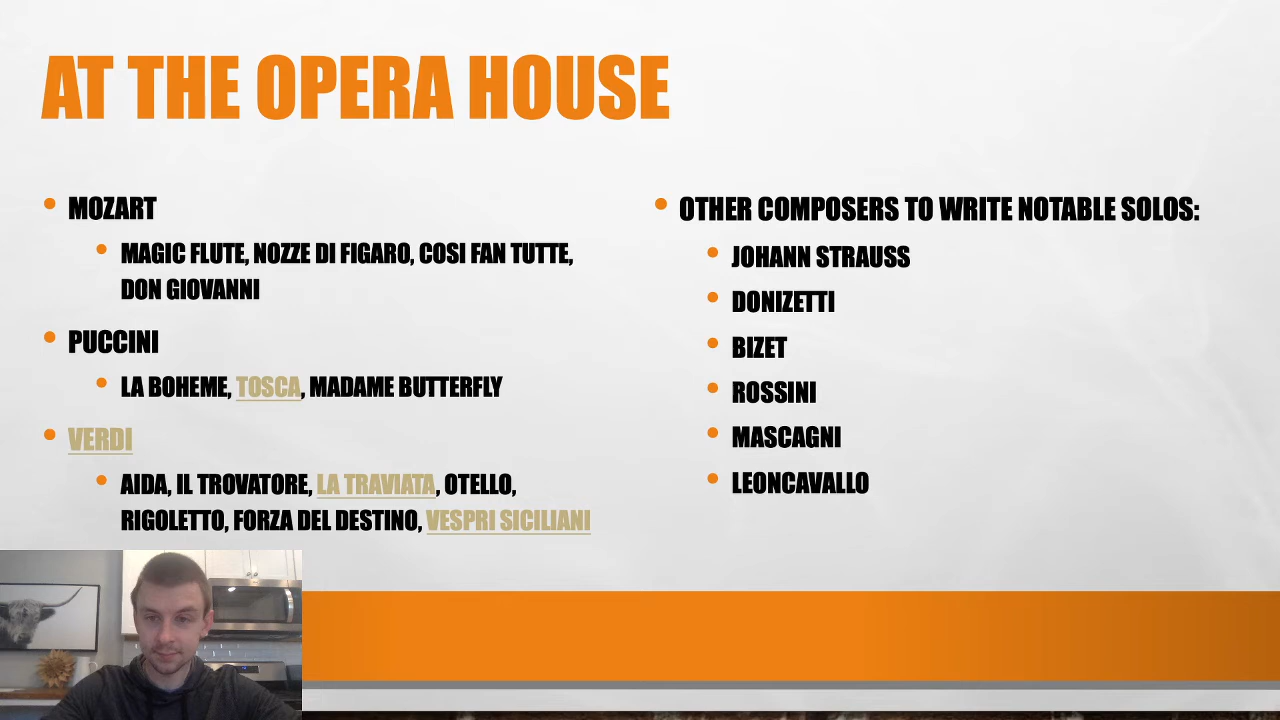 AT THE OPERA HOUSE
MOZART
MAGIC FLUTE, NOZZE DI FIGARO, COSI FAN TUTTE,
DON GIOVANNI
PUCCINI
LA BOHEME, TOSCA, MADAME BUTTERFLY
VERDI
AIDA, IL TROVATORE, LA TRAVIATA, OTELLO,
RIGOLETTO, FORZA DEL DESTINO, VESPRI SICILIANI
OTHER COMPOSERS TO WRITE NOTABLE SOLOS:
JOHANN STRAUSS
DONIZETTI
BIZET
ROSSINI
MASCAGNI
LEONCAVALLO